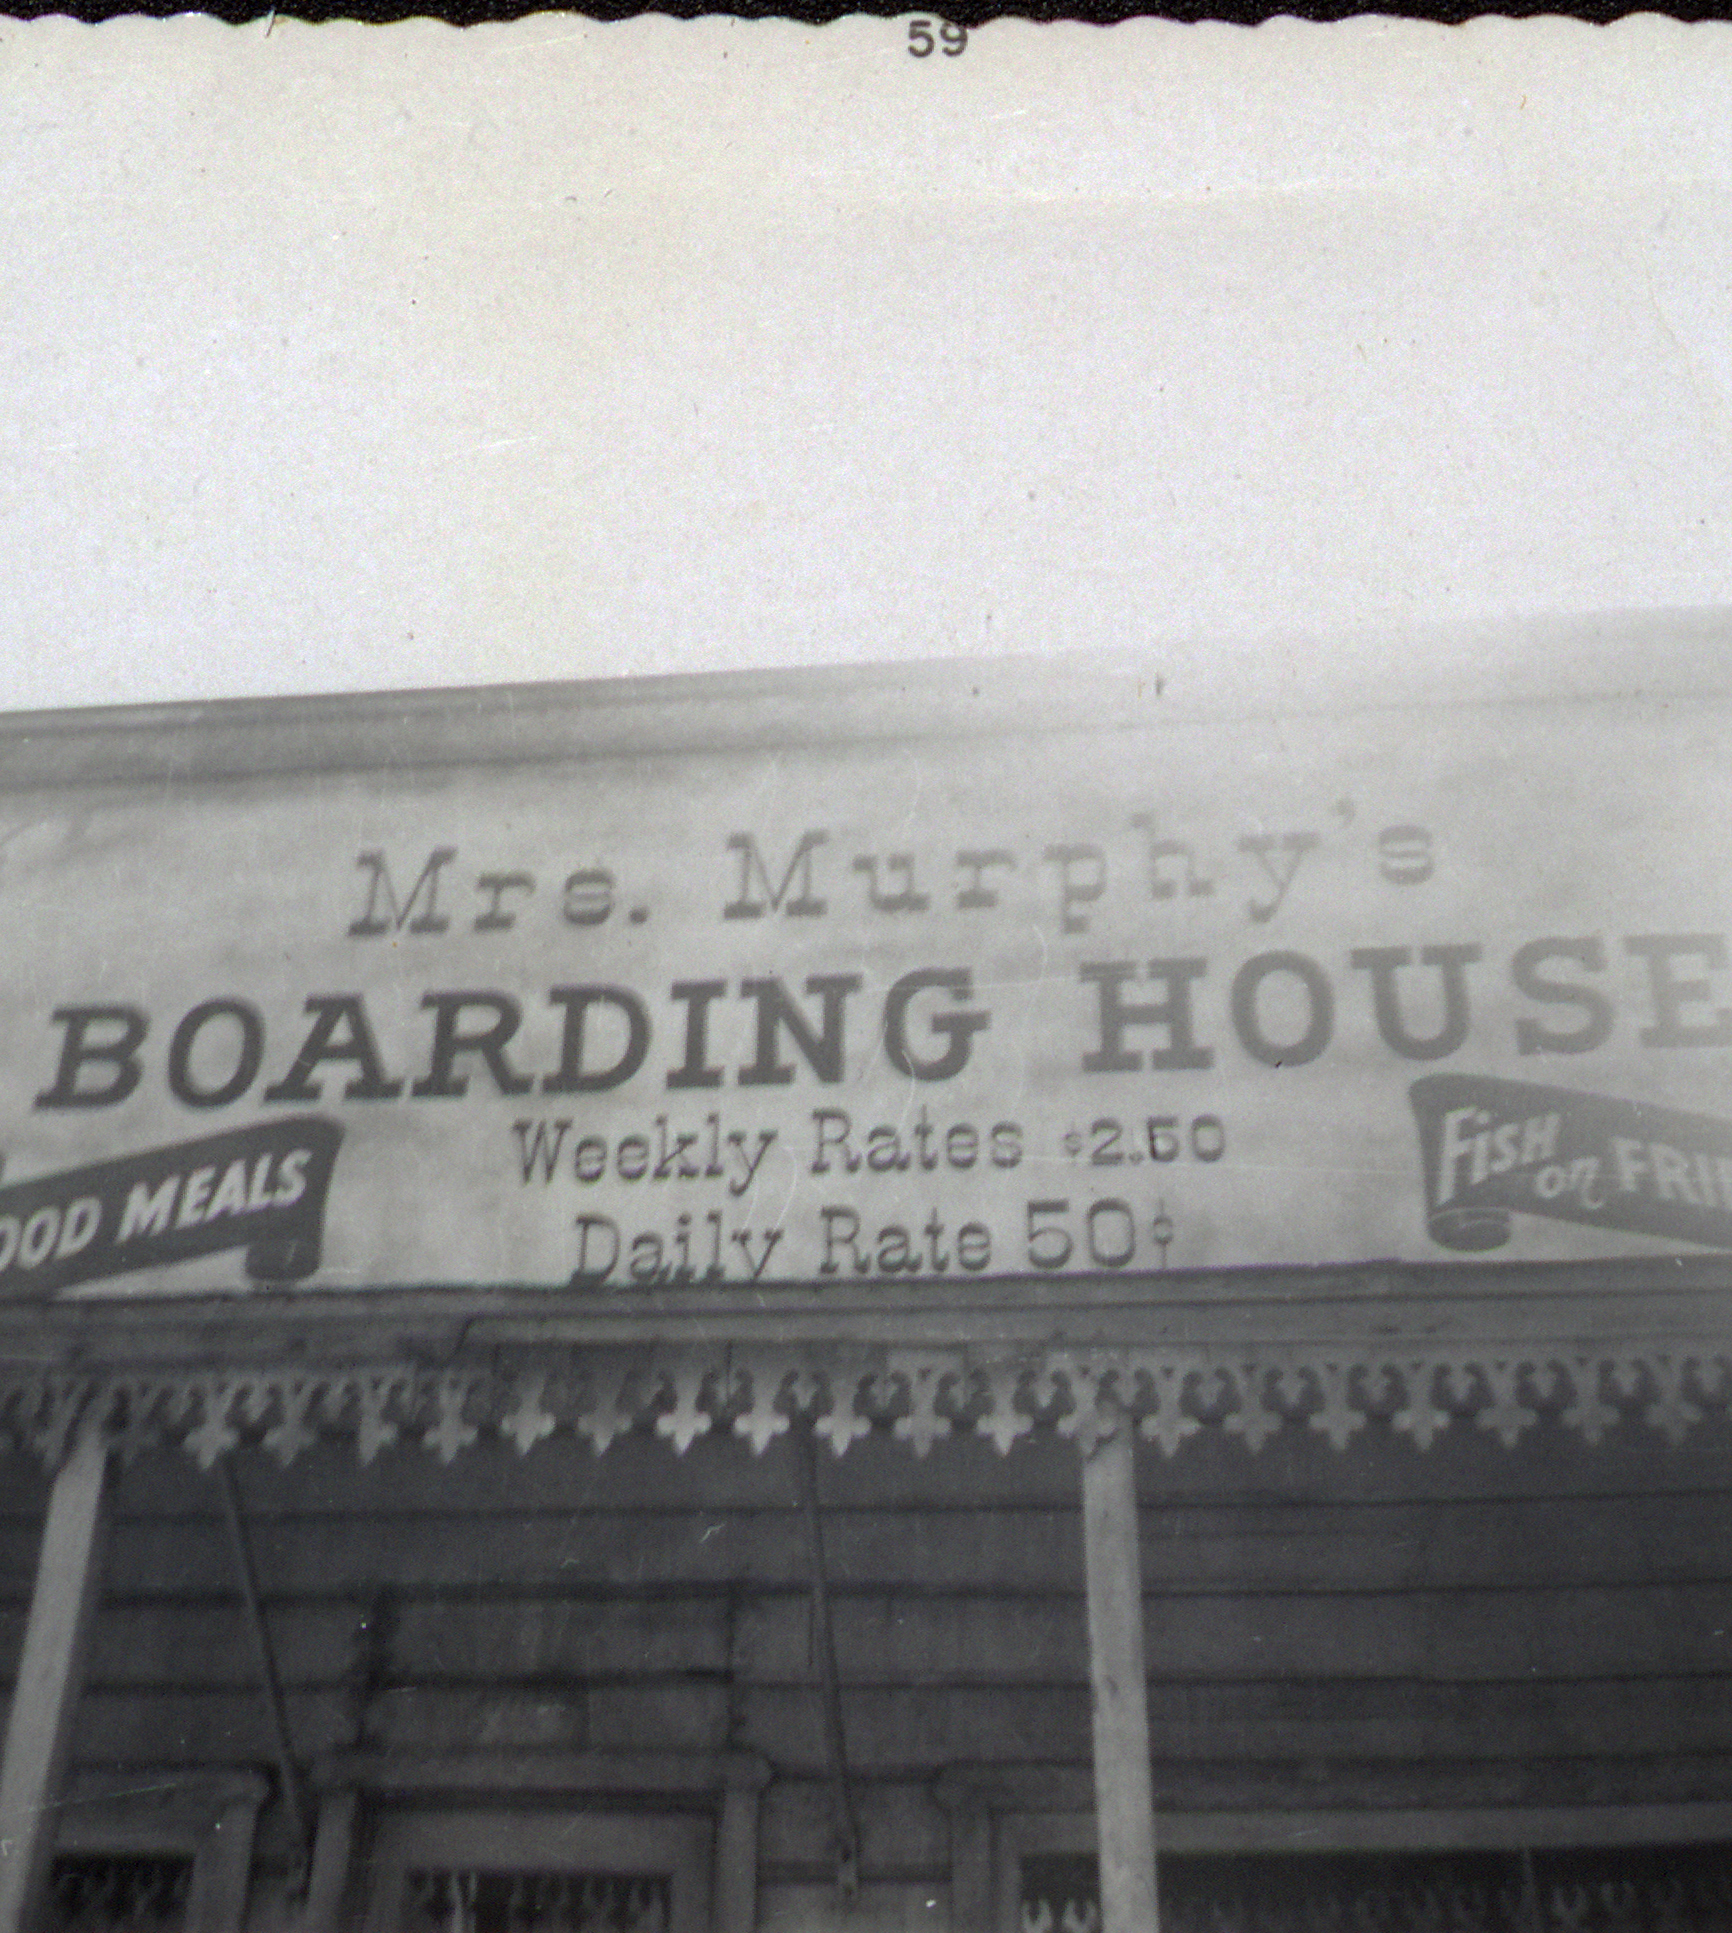 59
Mrs. Murphy's
BOARDING HOUSE
Weekly Rates $2.50
OOD MEALS
Fish on FRI
Daily Rate 50¢